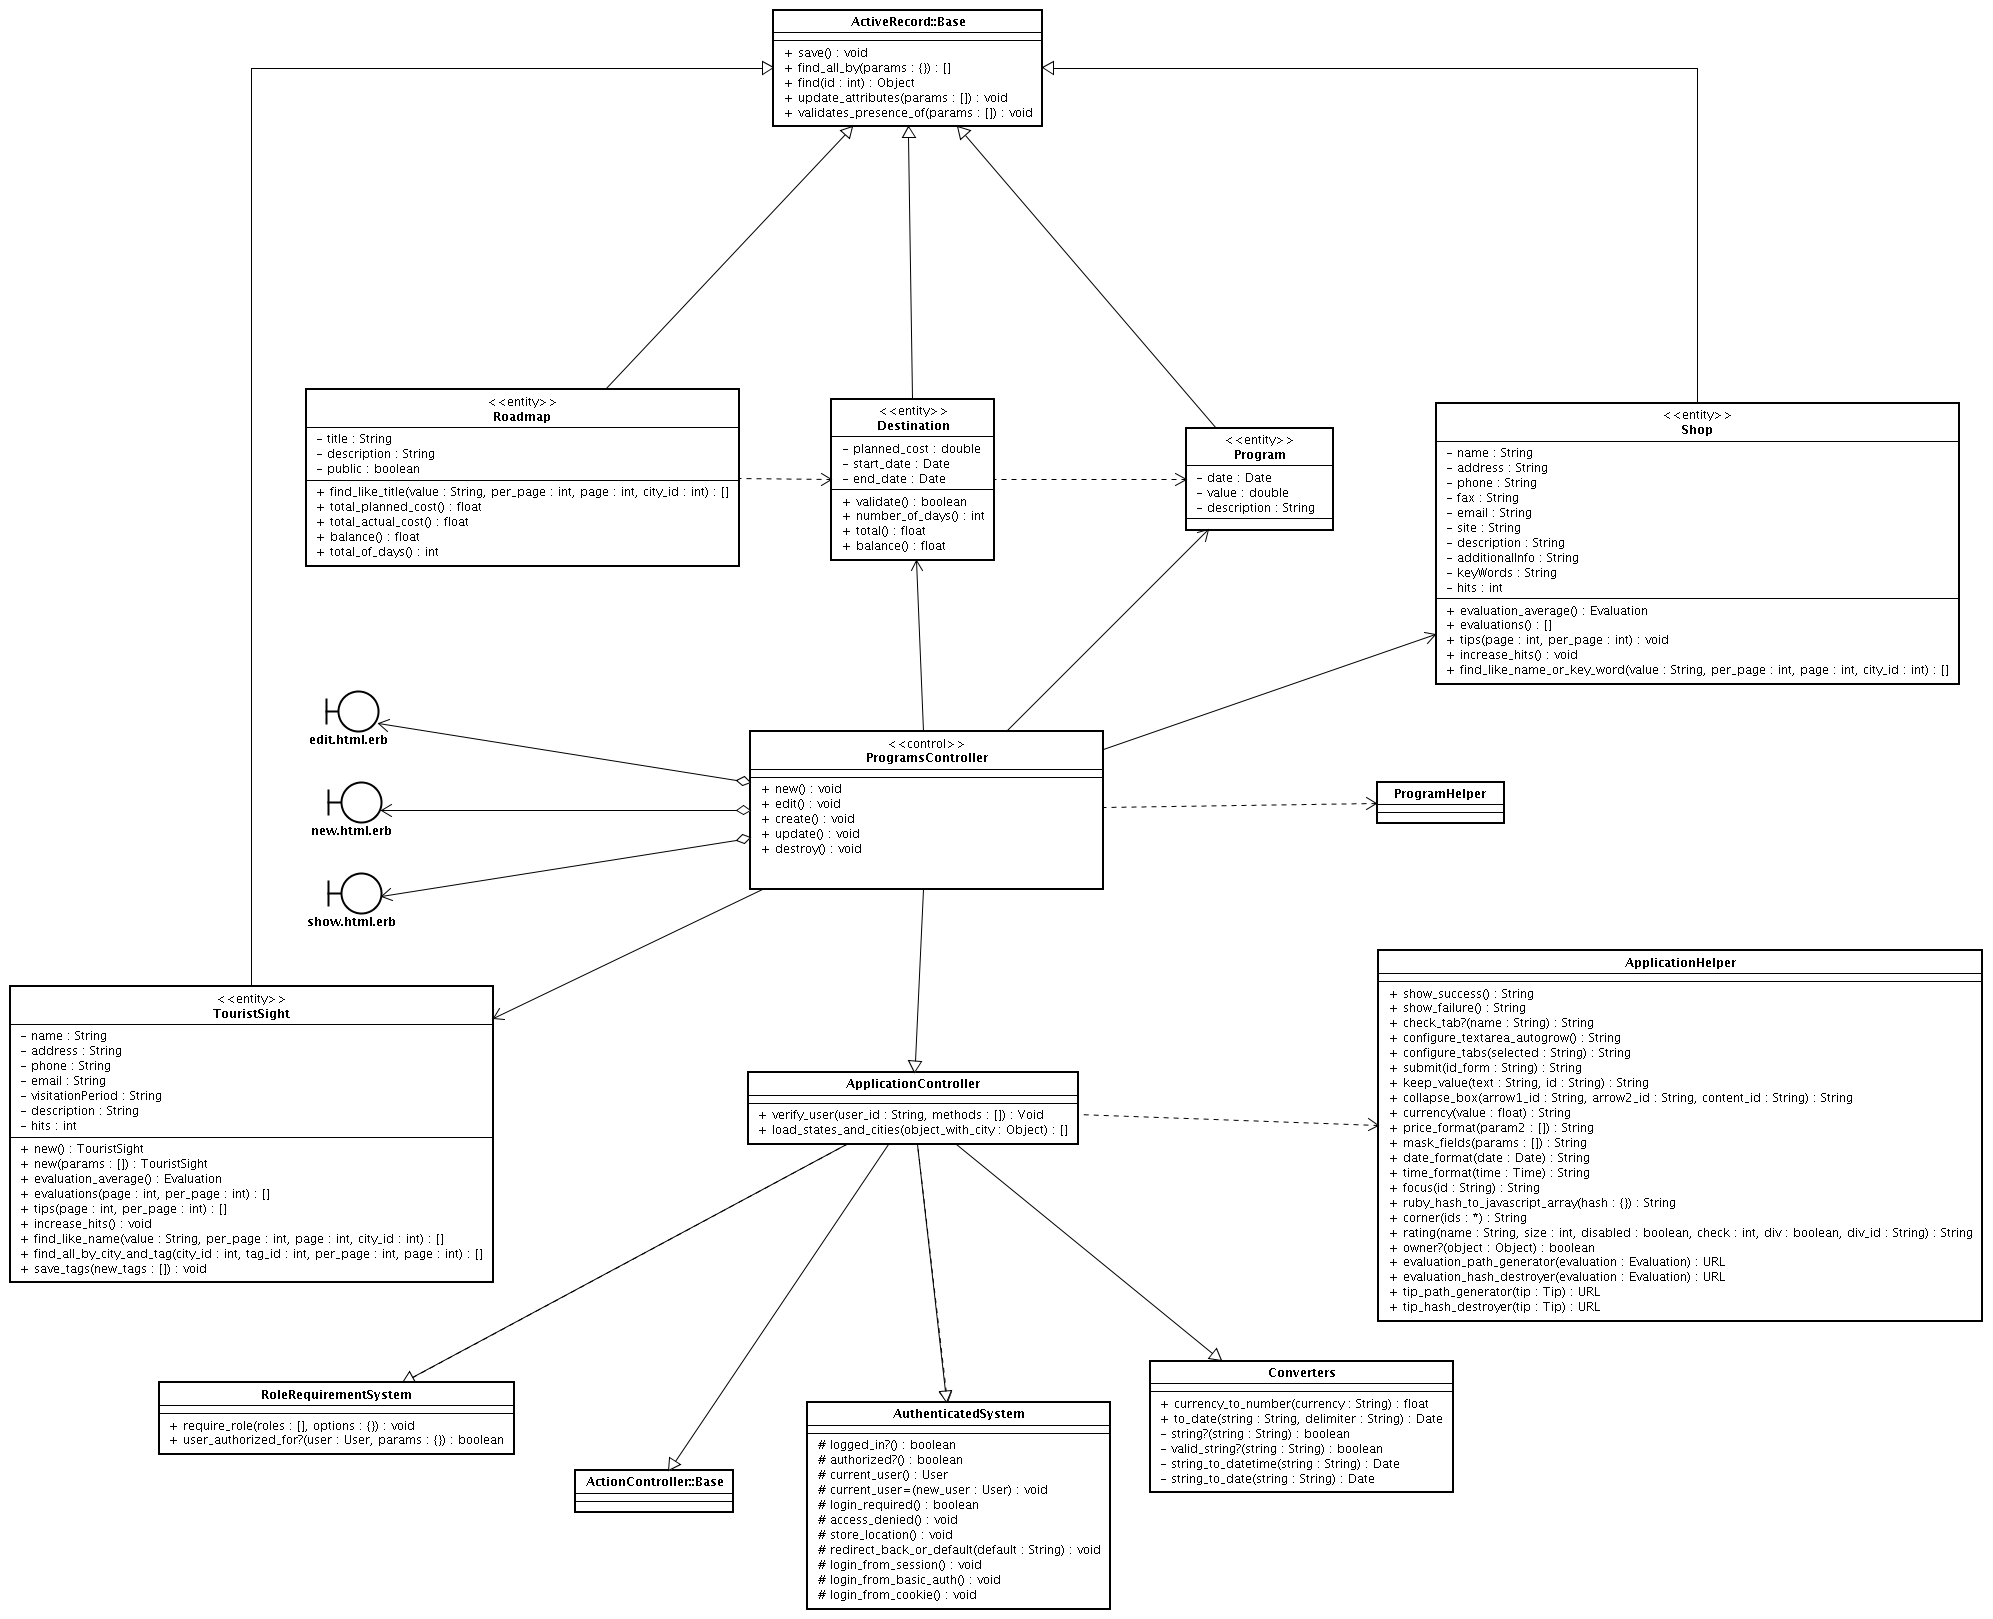 ActiveRecord::Base
+ save() : void
+ find_all_by(params : {}) : []
+ find(id : int) : Object
+ update_attributes(params : []) : void
+ validates_presence_of(params : []) : void
<<entity>>
Roadmap
- title : String
- description : String
- public : boolean
+ find_like_title(value : String, per_page : int, page : int, city_id : int) : []
+ total_planned_cost() : float
+ total_actual_cost() : float
+ balance() : float
+ total_of_days() : int
<<entity>>
Destination
- planned_cost : double
- start_date : Date
- end_date : Date
+ validate() : boolean
+ number_of_days() : int
+ total() : float
+ balance() : float
<<entity>>
Program
- date : Date
- value : double
- description : String
<<entity>>
Shop
- name : String
- address : String
- phone : String
- fax : String
- email : String
- site : String
- description : String
- additionalInfo : String
- keyWords : String
- hits : int
+ evaluation_average() : Evaluation
+ evaluations() : []
+ tips(page : int, per_page : int) : void
+ increase_hits() : void
+ find_like_name_or_key_word(value : String, per_page : int, page : int, city_id : int) : []
edit.html.erb
new.html.erb
show.html.erb
<<control>>
ProgramsController
+ new() : void
+ edit() : void
+ create() : void
+ update() : void
+ destroy() : void
ProgramHelper
<<entity>>
TouristSight
- name : String
- address : String
- phone : String
- email : String
- visitationPeriod : String
- description : String
- hits : int
+ new() : TouristSight
+ new(params : []) : TouristSight
+ evaluation_average() : Evaluation
+ evaluations(page : int, per_page : int) : []
+ tips(page : int, per_page : int) : []
+ increase_hits() : void
+ find_like_name(value : String, per_page : int, page : int, city_id : int) : []
+ find_all_by_city_and_tag(city_id : int, tag_id : int, per_page : int, page : int) : []
+ save_tags(new_tags : []) : void
ApplicationController
+ verify_user(user_id : String, methods : []) : Void
+ load_states_and_cities(object_with_city : Object) : []
ApplicationHelper
+ show_success() : String
+ show_failure() : String
+ check_tab?(name : String) : String
+ configure_textarea_autogrow() : String
+ configure_tabs(selected : String) : String
+ submit(id_form : String) : String
+ keep_value(text : String, id : String) : String
+ collapse_box(arrow1_id : String, arrow2_id : String, content_id : String) : String
+ currency(value : float) : String
+ price_format(param2 : []) : String
+ mask_fields(params : []) : String
+ date_format(date : Date) : String
+ time_format(time : Time) : String
+ focus(id : String) : String
+ ruby_hash_to_javascript_array(hash : {}) : String
+ corner(ids : *) : String
+ rating(name : String, size : int, disabled : boolean, check : int, div : boolean, div_id : String) : String
+ owner?(object : Object) : boolean
+ evaluation_path_generator(evaluation : Evaluation) : URL
+ evaluation_hash_destroyer(evaluation : Evaluation) : URL
+ tip_path_generator(tip : Tip) : URL
+ tip_hash_destroyer(tip : Tip) : URL
RoleRequirementSystem
+ require_role(roles : [], options : {}) : void
+ user_authorized_for?(user : User, params : {}) : boolean
ActionController::Base
AuthenticatedSystem
# logged_in?() : boolean
# authorized?() : boolean
# current_user() : User
# current_user=(new_user : User) : void
# login_required() : boolean
# access_denied() : void
# store_location() : void
# redirect_back_or_default(default : String) : void
# login_from_session() : void
# login_from_basic_auth() : void
# login_from_cookie() : void
Converters
+ currency_to_number(currency : String) : float
+ to_date(string : String, delimiter : String) : Date
- string?(string : String) : boolean
- valid_string?(string : String) : boolean
- string_to_datetime(string : String) : Date
- string_to_date(string : String) : Date